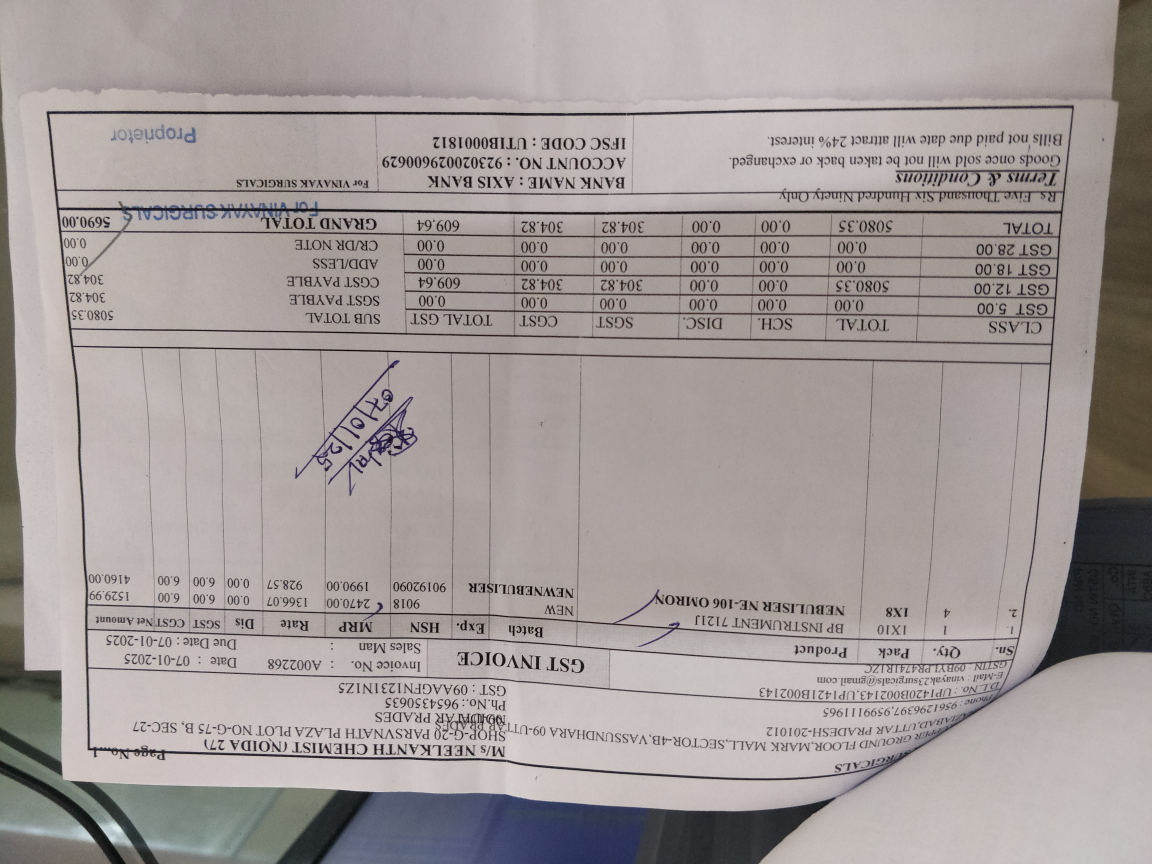 Page No... 1...1
SURGICALS
UPPER GROUND FLOOR, MARK MALL, SECTOR-4B, VASSUNDHARA 09-UTTAR PRADES
UTTAR PRADESH-201012
Phone : 9561263397, 9599111965
D.L.No. : UP1420B002143, UP1421B002143
E-Mail : vinayak23surgicals@gmail.com
GSTIN : 09BYLPR8474R1ZC
M/s NEELKANTH CHEMIST (NOIDA 27)
SHOP-G-20 PARSVNATH PLAZA PLOT NO-G-75 B, SEC-27
Ph.No.: 9654350635
GST : 09AAGFN1231N1Z5
GST INVOICE
Invoice No. : A002268 Date : 07-01-2025
Sales Man : Due Date : 07-01-2025
Sn. Qty. Pack Product Batch Exp. HSN MRP Rate Dis SGST CGST Net Amount
1. 1 1X10 BP INSTRUMENT 7121J NEW 9018 2470.00 1366.07 0.00 6.00 6.00 1529.99
2. 4 1X8 NEBULISER NE-106 OMRON NEWNEBULISER 90192090 1990.00 928.57 0.00 6.00 6.00 4160.00
07/01/25
CLASS TOTAL SCH. DISC. SGST CGST TOTAL GST SUB TOTAL 5080.35
GST 5.00 0.00 0.00 0.00 0.00 0.00 0.00 SGST PAYBLE 304.82
GST 12.00 5080.35 0.00 0.00 304.82 304.82 609.64 CGST PAYBLE 304.82
GST 18.00 0.00 0.00 0.00 0.00 0.00 0.00 ADD/LESS 0.00
GST 28.00 0.00 0.00 0.00 0.00 0.00 0.00 CR/DR NOTE 0.00
TOTAL 5080.35 0.00 0.00 304.82 304.82 609.64 GRAND TOTAL 5690.00
Rs. Five Thousand Six Hundred Ninety Only
For VINAYAK SURGICALS
Terms & Conditions
Goods once sold will not be taken back or exchanged.
Bills not paid due date will attract 24% interest.
BANK NAME : AXIS BANK
ACCOUNT NO. : 923020029600629
IFSC CODE : UTIB0001812
For VINAYAK SURGICALS
Proprietor